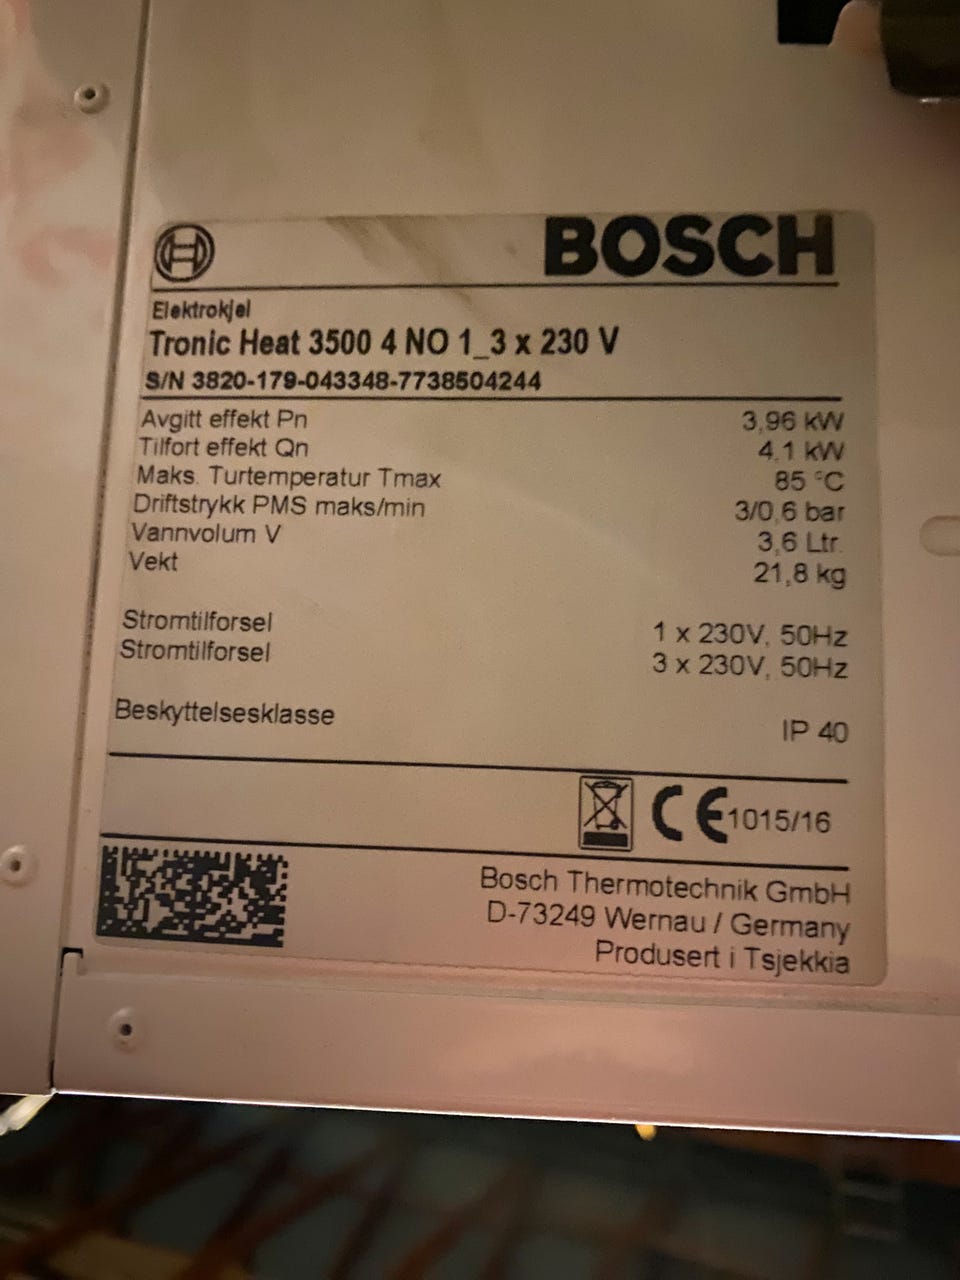 BOSCH
Elektrokjel
Tronic Heat 3500 4 NO 1_3 x 230 V
S/N 3820-179-043348-7738504244
Avgitt effekt Pn 3,96 kW
Tilfort effekt Qn 4,1 kW
Maks. Turtemperatur Tmax 85 °C
Driftstrykk PMS maks/min 3/0,6 bar
Vannvolum V 3,6 Ltr.
Vekt 21,8 kg
Stromtilforsel 1 x 230V, 50Hz
Stromtilforsel 3 x 230V, 50Hz
Beskyttelsesklasse IP 40
CE 1015/16
Bosch Thermotechnik GmbH
D-73249 Wernau / Germany
Produsert i Tsjekkia